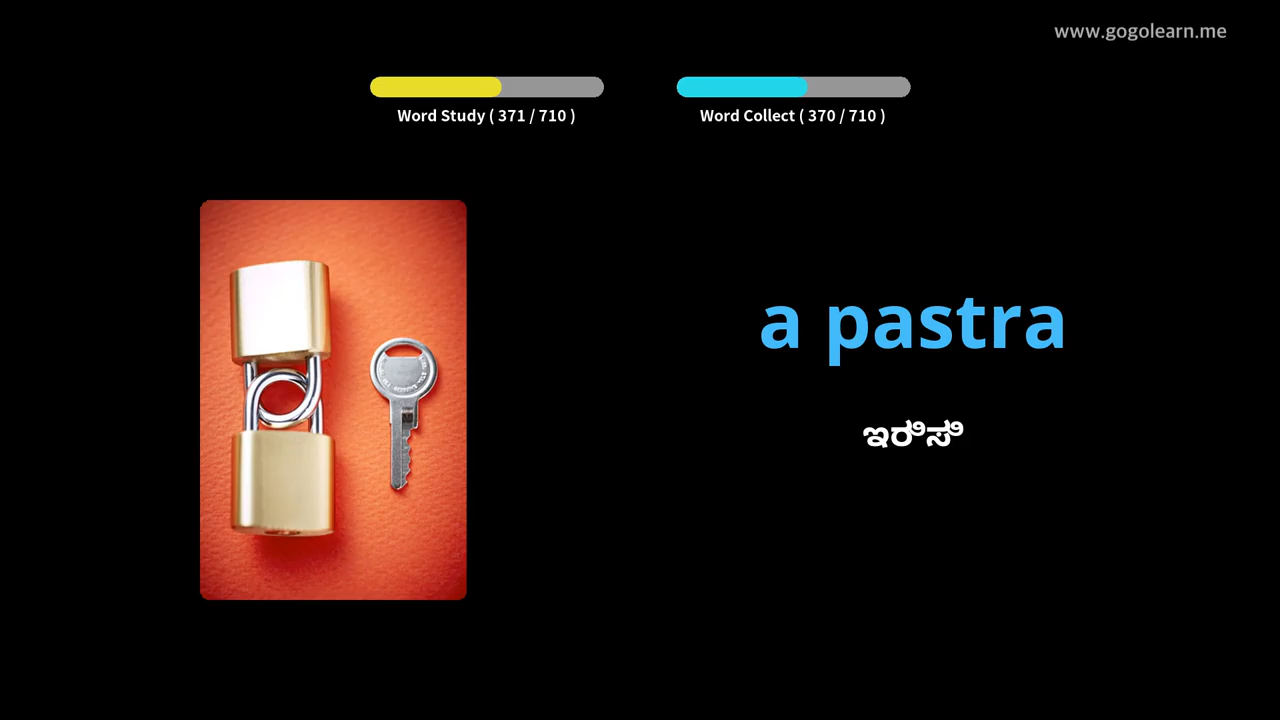 www.gogolearn.me
Word Study ( 371 / 710 )
Word Collect ( 370 / 710 )
a pastra
ಇರಿಸಿ